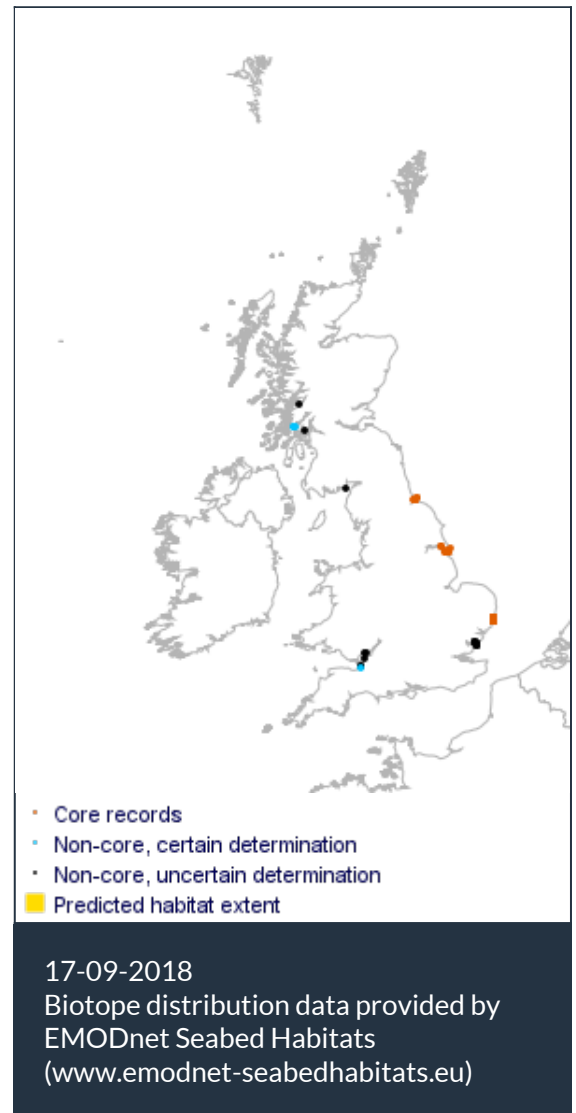 Core records
Non-core, certain determination
Non-core, uncertain determination
Predicted habitat extent
17-09-2018
Biotope distribution data provided by
EMODnet Seabed Habitats
(www.emodnet-seabedhabitats.eu)